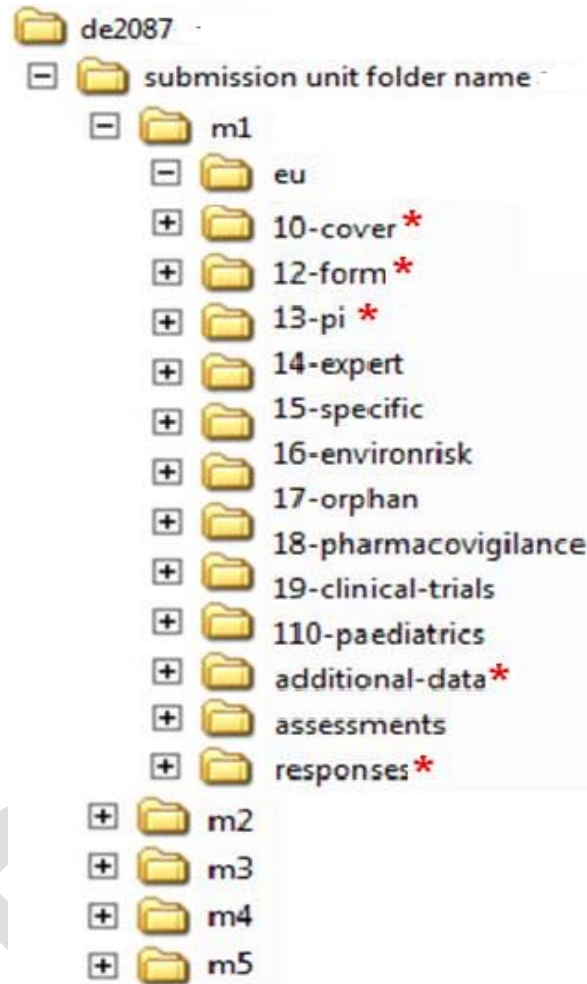 de2087
submission unit folder name
m1
eu
10-cover *
12-form *
13-pi *
14-expert
15-specific
16-environrisk
17-orphan
18-pharmacovigilance
19-clinical-trials
110-paediatrics
additional-data *
assessments
responses *
m2
m3
m4
m5